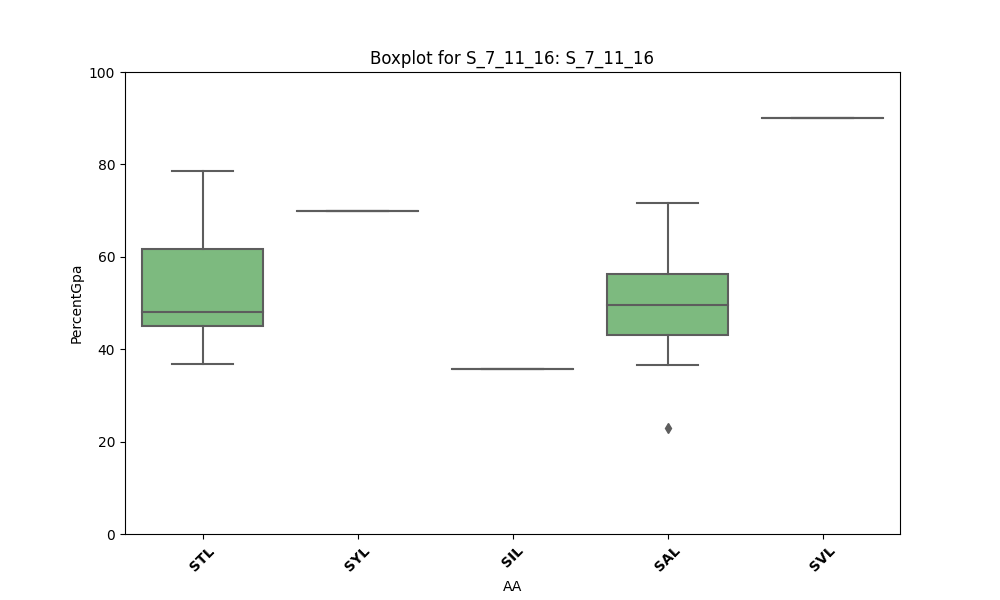 Boxplot for S_7_11_16: S_7_11_16
100
80
60
40
20
0
PercentGpa
STL
SYL
SIL
SAL
SVL
AA